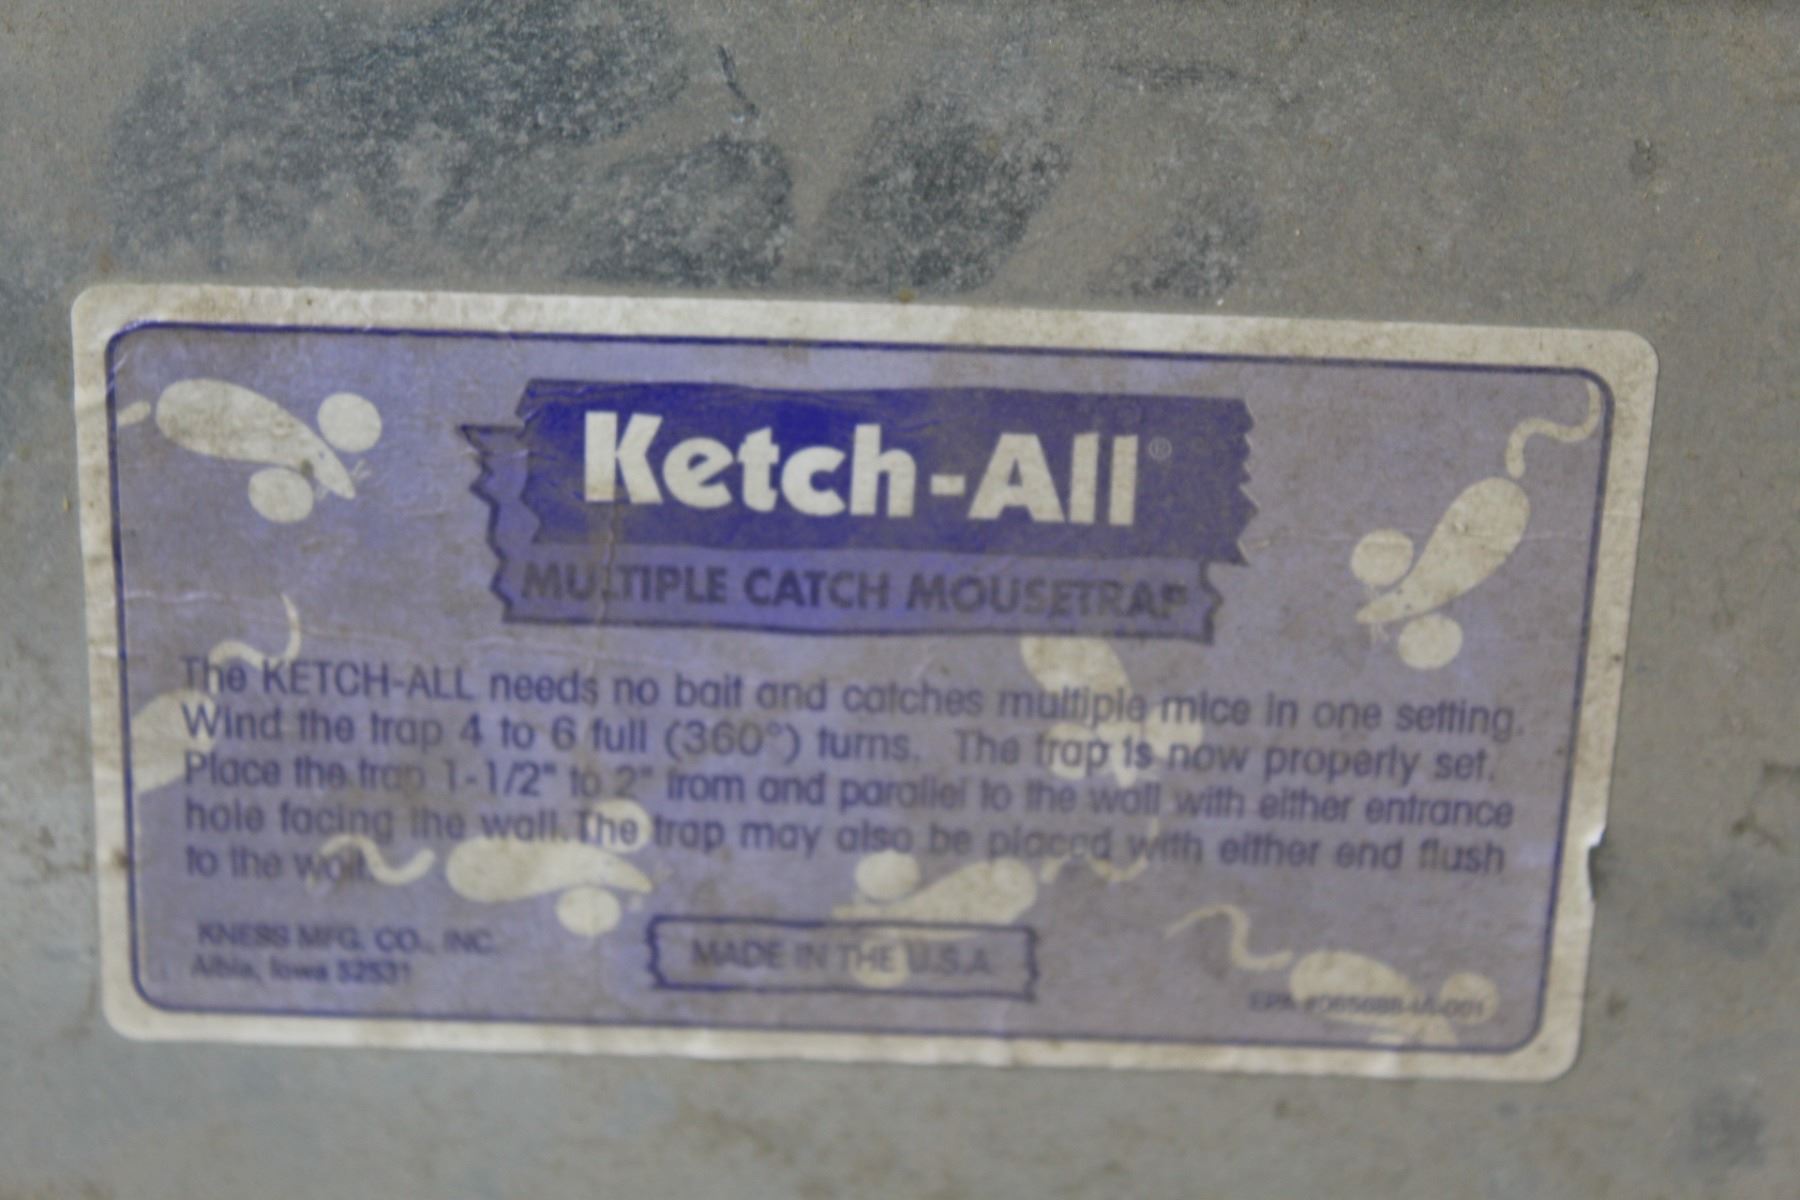 Ketch-All®
MULTIPLE CATCH MOUSETRAP
The KETCH-ALL needs no bait and catches multiple mice in one setting.
Wind the trap 4 to 6 full (360°) turns. The trap is now properly set.
Place the trap 1-1/2" to 2" from and parallel to the wall with either entrance
hole facing the wall. The trap may also be placed with either end flush
to the wall.
KNESS MFG. CO., INC.
Albia, Iowa 52531
MADE IN THE U.S.A.
EPA